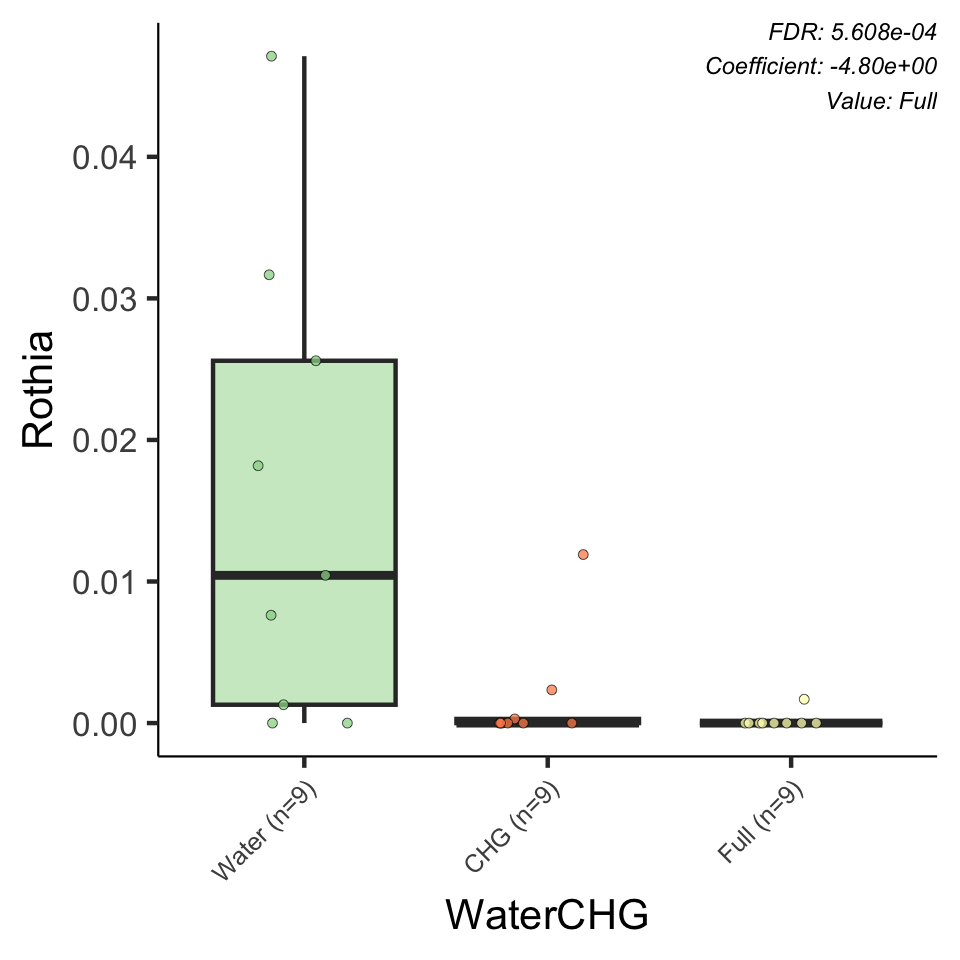 FDR: 5.608e-04
Coefficient: -4.80e+00
Value: Full
0.04
0.03
0.02
0.01
0.00
Rothia
Water (n=9)
CHG (n=9)
Full (n=9)
WaterCHG